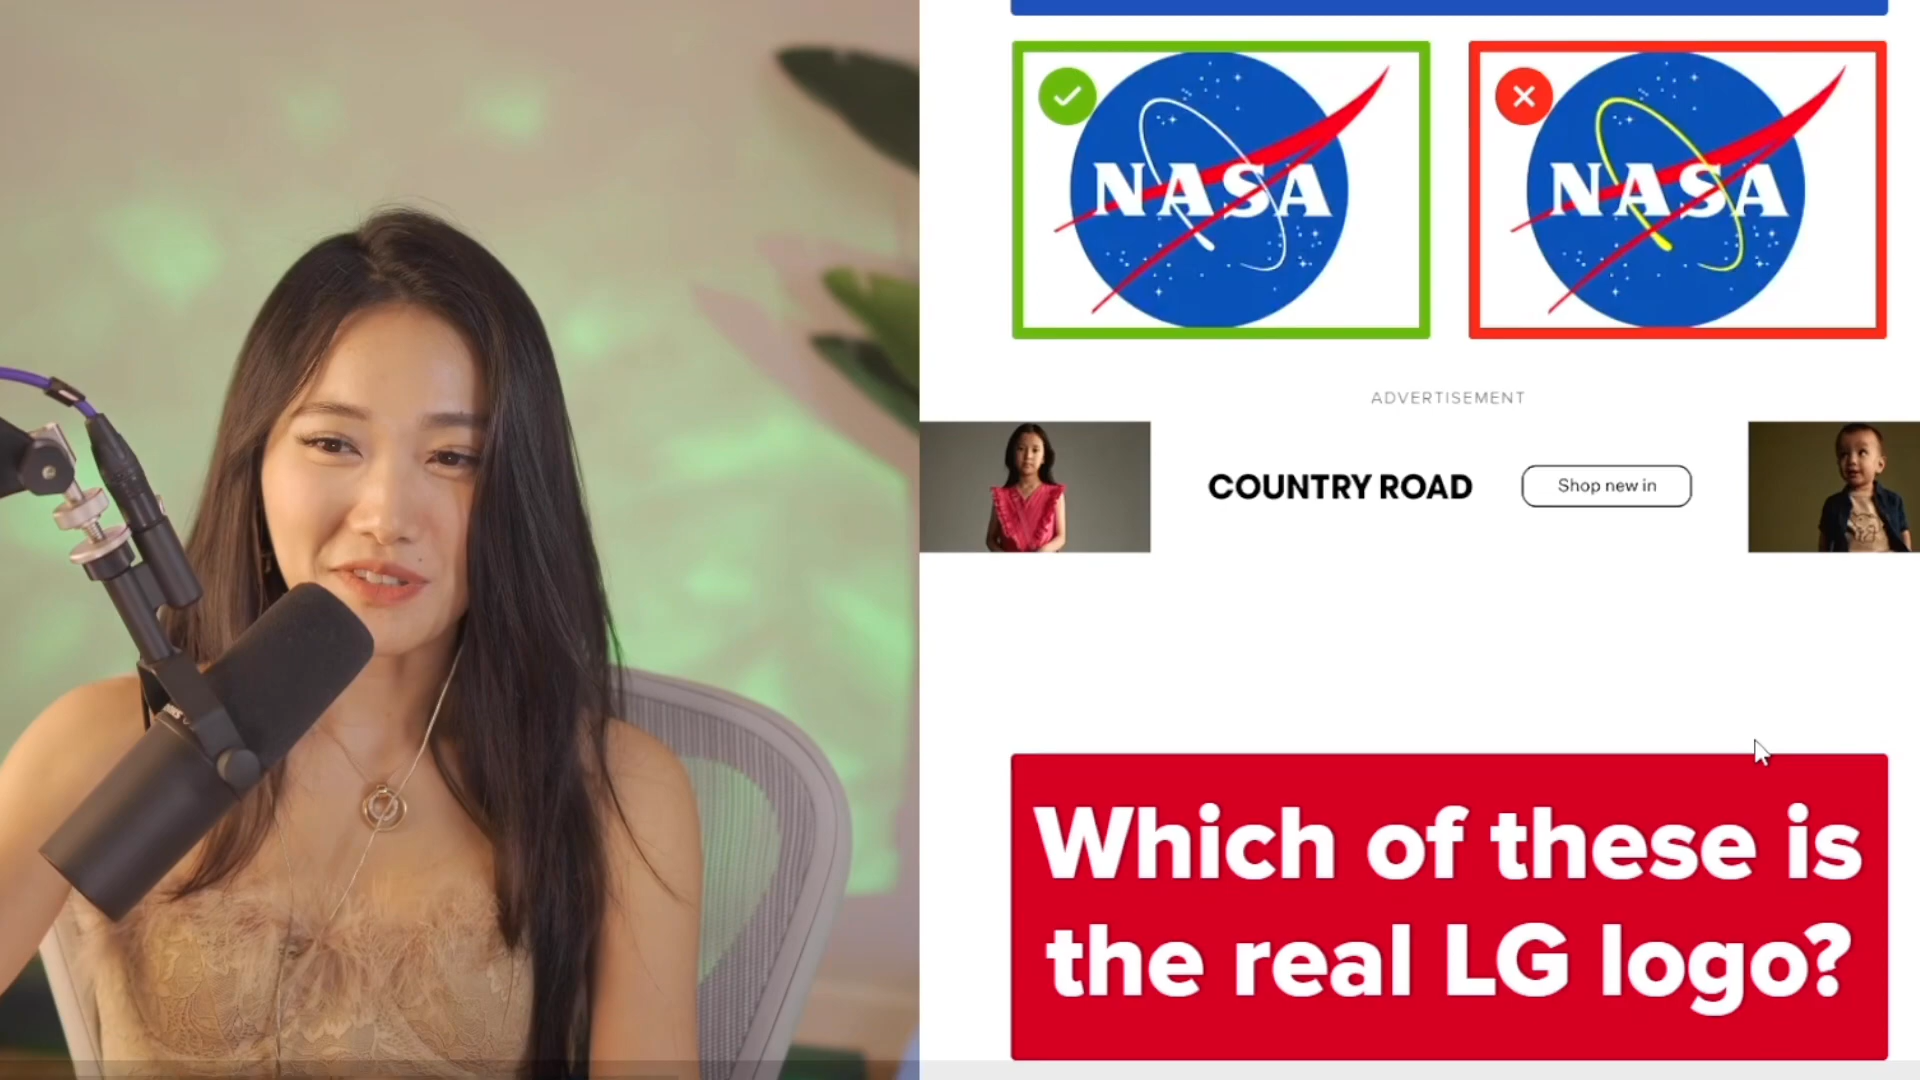 NASA
NASA
ADVERTISEMENT
COUNTRY ROAD
Shop new in
Which of these is
the real LG logo?